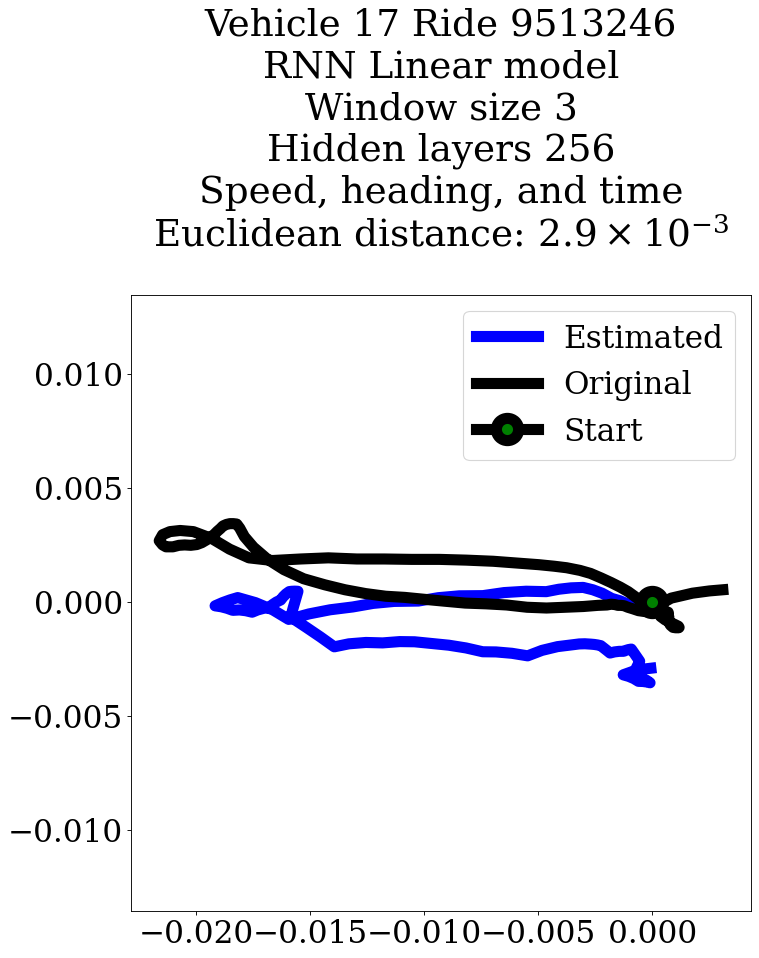 Vehicle 17 Ride 9513246
RNN Linear model
Window size 3
Hidden layers 256
Speed, heading, and time
Euclidean distance: 2.9 × 10⁻³
Estimated
Original
Start
0.010
0.005
0.000
−0.005
−0.010
−0.020 −0.015 −0.010 −0.005 0.000